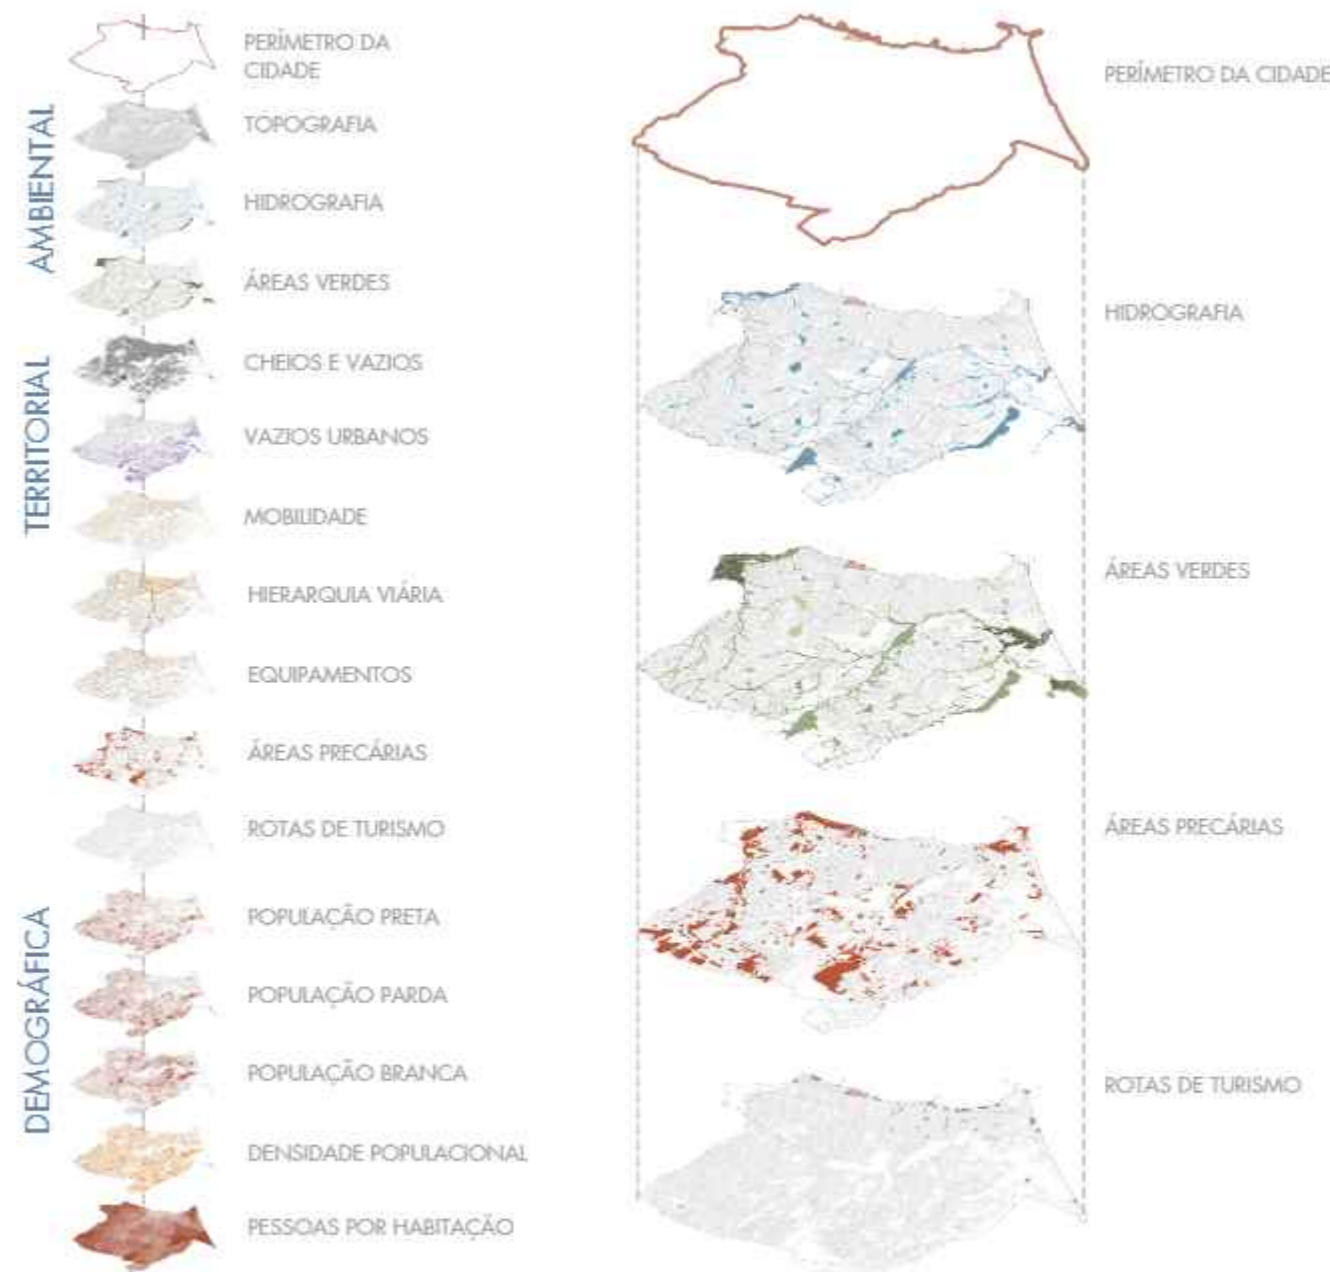 PERÍMETRO DA
CIDADE
AMBIENTAL
TOPOGRAFIA
HIDROGRAFIA
ÁREAS VERDES
TERRITORIAL
CHEIOS E VAZIOS
VAZIOS URBANOS
MOBILIDADE
HIERARQUIA VIÁRIA
EQUIPAMENTOS
ÁREAS PRECÁRIAS
ROTAS DE TURISMO
DEMOGRÁFICA
POPULAÇÃO PRETA
POPULAÇÃO PARDA
POPULAÇÃO BRANCA
DENSIDADE POPULACIONAL
PESSOAS POR HABITAÇÃO
PERÍMETRO DA CIDADE
HIDROGRAFIA
ÁREAS VERDES
ÁREAS PRECÁRIAS
ROTAS DE TURISMO